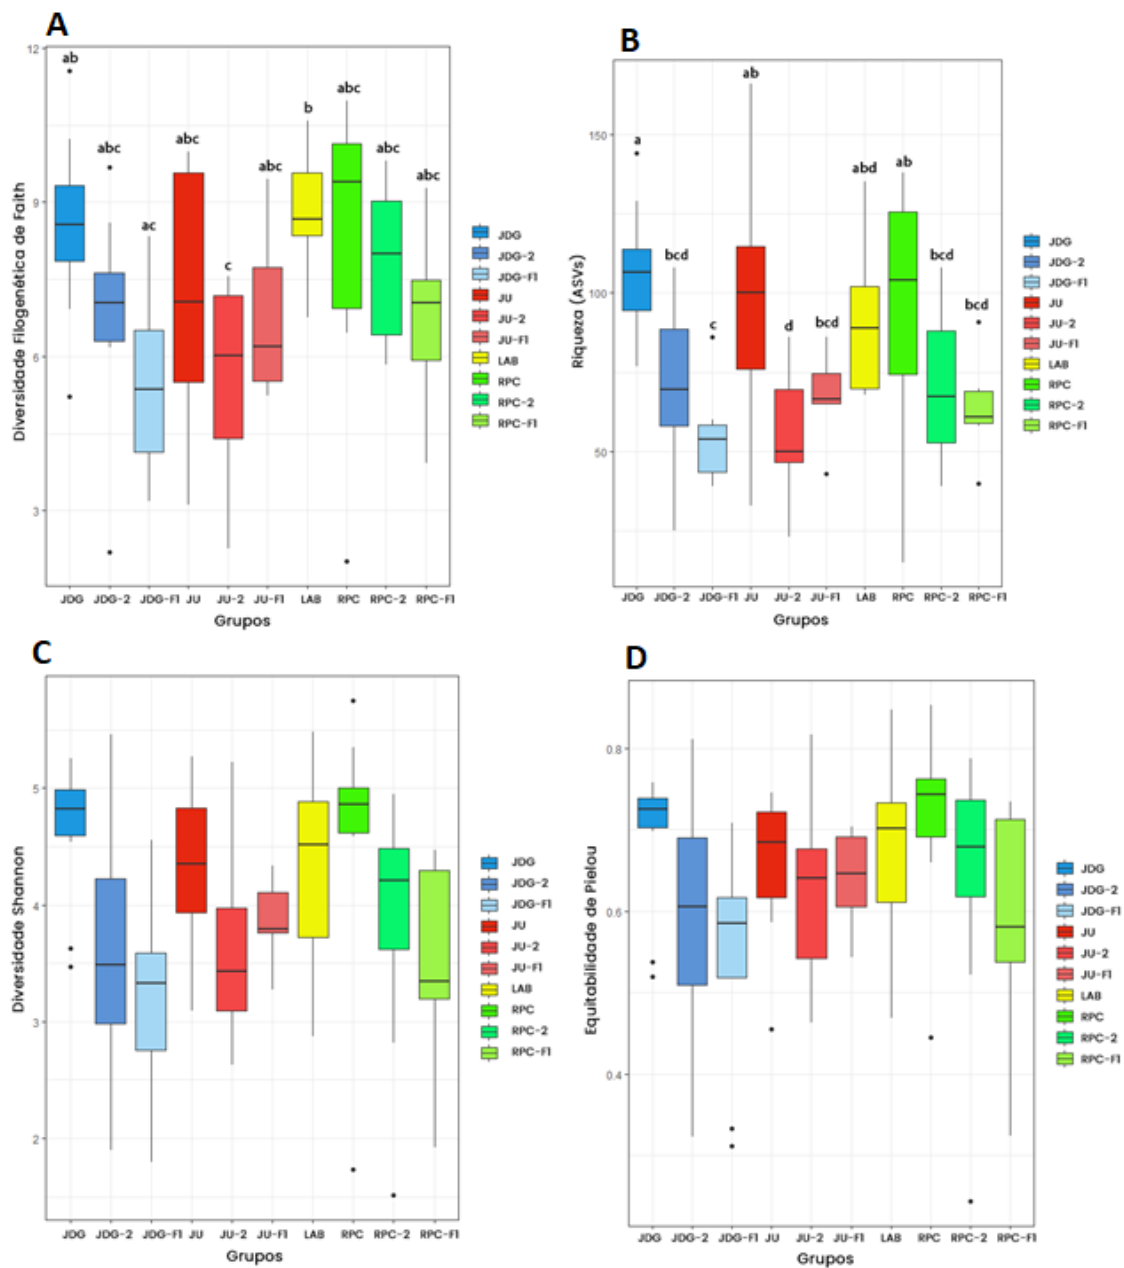 A
12
9
6
3
Diversidade Filogenética de Faith
ab
abc
ac
abc
c
abc
b
abc
abc
abc
JDG
JDG-2
JDG-F1
JU
JU-2
JU-F1
LAB
RPC
RPC-2
RPC-F1
Grupos
JDG
JDG-2
JDG-F1
JU
JU-2
JU-F1
LAB
RPC
RPC-2
RPC-F1
B
150
100
50
Riqueza (ASVs)
a
bcd
c
ab
d
bcd
abd
ab
bcd
bcd
JDG
JDG-2
JDG-F1
JU
JU-2
JU-F1
LAB
RPC
RPC-2
RPC-F1
Grupos
JDG
JDG-2
JDG-F1
JU
JU-2
JU-F1
LAB
RPC
RPC-2
RPC-F1
C
5
4
3
2
Diversidade Shannon
JDG
JDG-2
JDG-F1
JU
JU-2
JU-F1
LAB
RPC
RPC-2
RPC-F1
Grupos
JDG
JDG-2
JDG-F1
JU
JU-2
JU-F1
LAB
RPC
RPC-2
RPC-F1
D
0.8
0.6
0.4
Equitabilidade de Pielou
JDG
JDG-2
JDG-F1
JU
JU-2
JU-F1
LAB
RPC
RPC-2
RPC-F1
Grupos
JDG
JDG-2
JDG-F1
JU
JU-2
JU-F1
LAB
RPC
RPC-2
RPC-F1